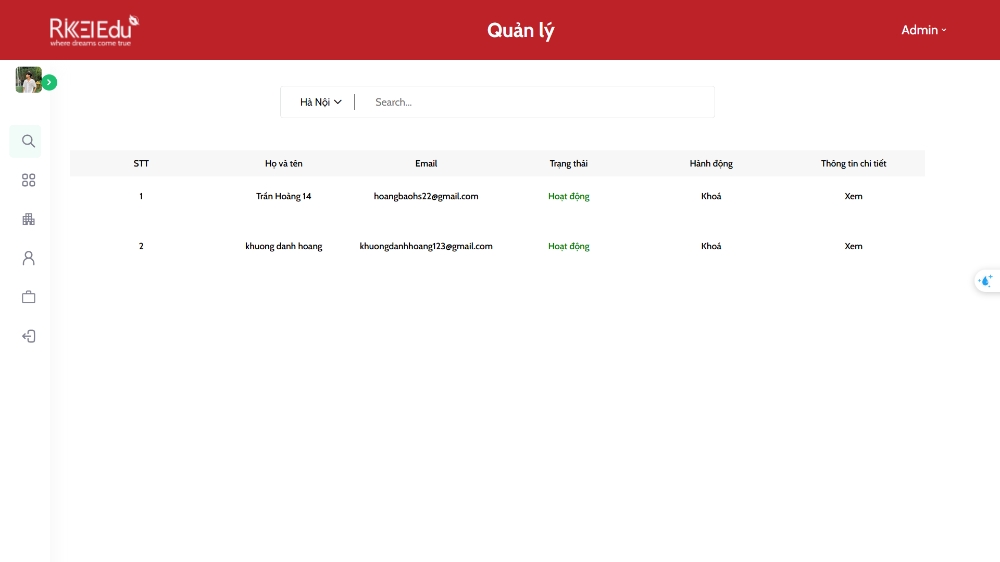 RikkeiEdu
where dreams come true
Quản lý
Admin
Hà Nội
Search...
STT Họ và tên Email Trạng thái Hành động Thông tin chi tiết
1 Trần Hoàng 14 hoangbaohs22@gmail.com Hoạt động Khoá Xem
2 khuong danh hoang khuongdanhhoang123@gmail.com Hoạt động Khoá Xem